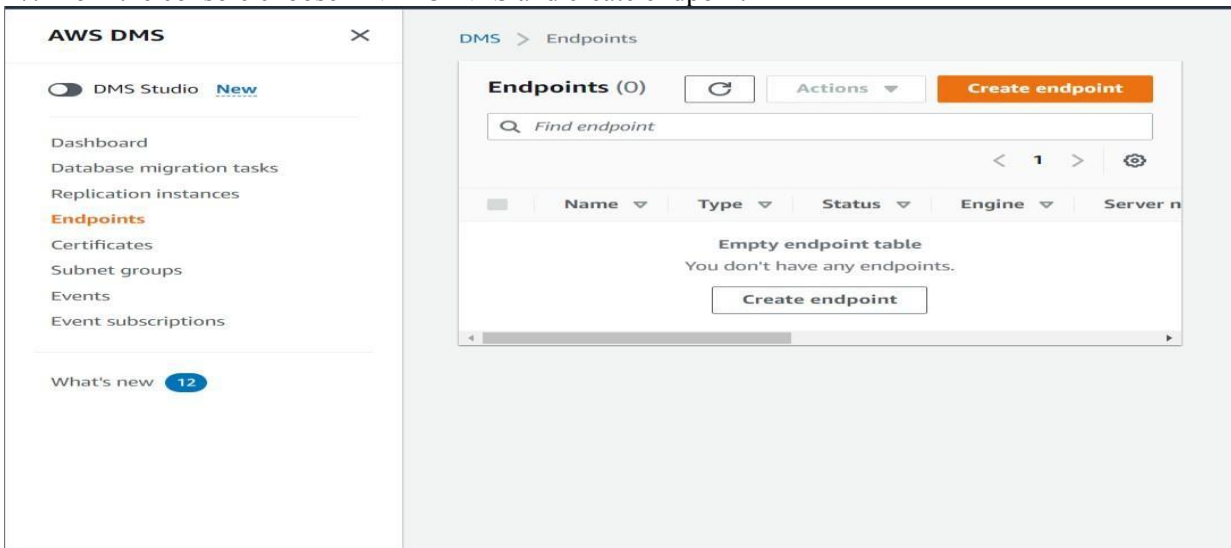 AWS DMS
DMS Studio New
Dashboard
Database migration tasks
Replication instances
Endpoints
Certificates
Subnet groups
Events
Event subscriptions
What's new 12
DMS > Endpoints
Endpoints (0) Actions Create endpoint
Find endpoint
< 1 >
Name Type Status Engine Server n
Empty endpoint table
You don't have any endpoints.
Create endpoint